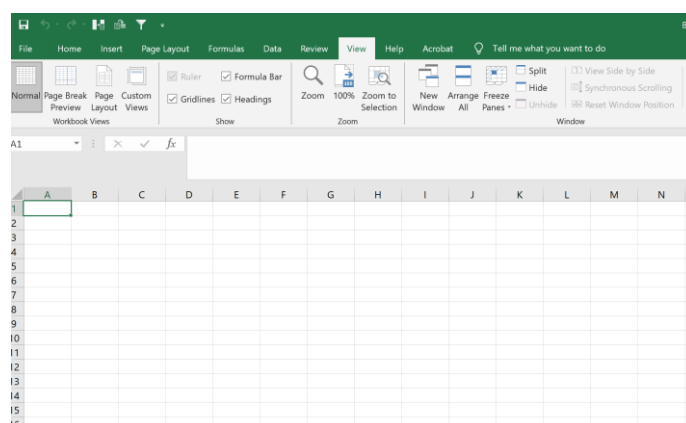 File Home Insert Page Layout Formulas Data Review View Help Acrobat Tell me what you want to do
Ruler Formula Bar Split View Side by Side
Normal Page Break Page Custom Zoom 100% Zoom to New Arrange Freeze Hide Synchronous Scrolling
Gridlines Headings
Preview Layout Views Selection Window All Panes Unhide Reset Window Position
Workbook Views Show Zoom Window
A1 fx
A B C D E F G H I J K L M N
1
2
3
4
5
6
7
8
9
10
11
12
13
14
15